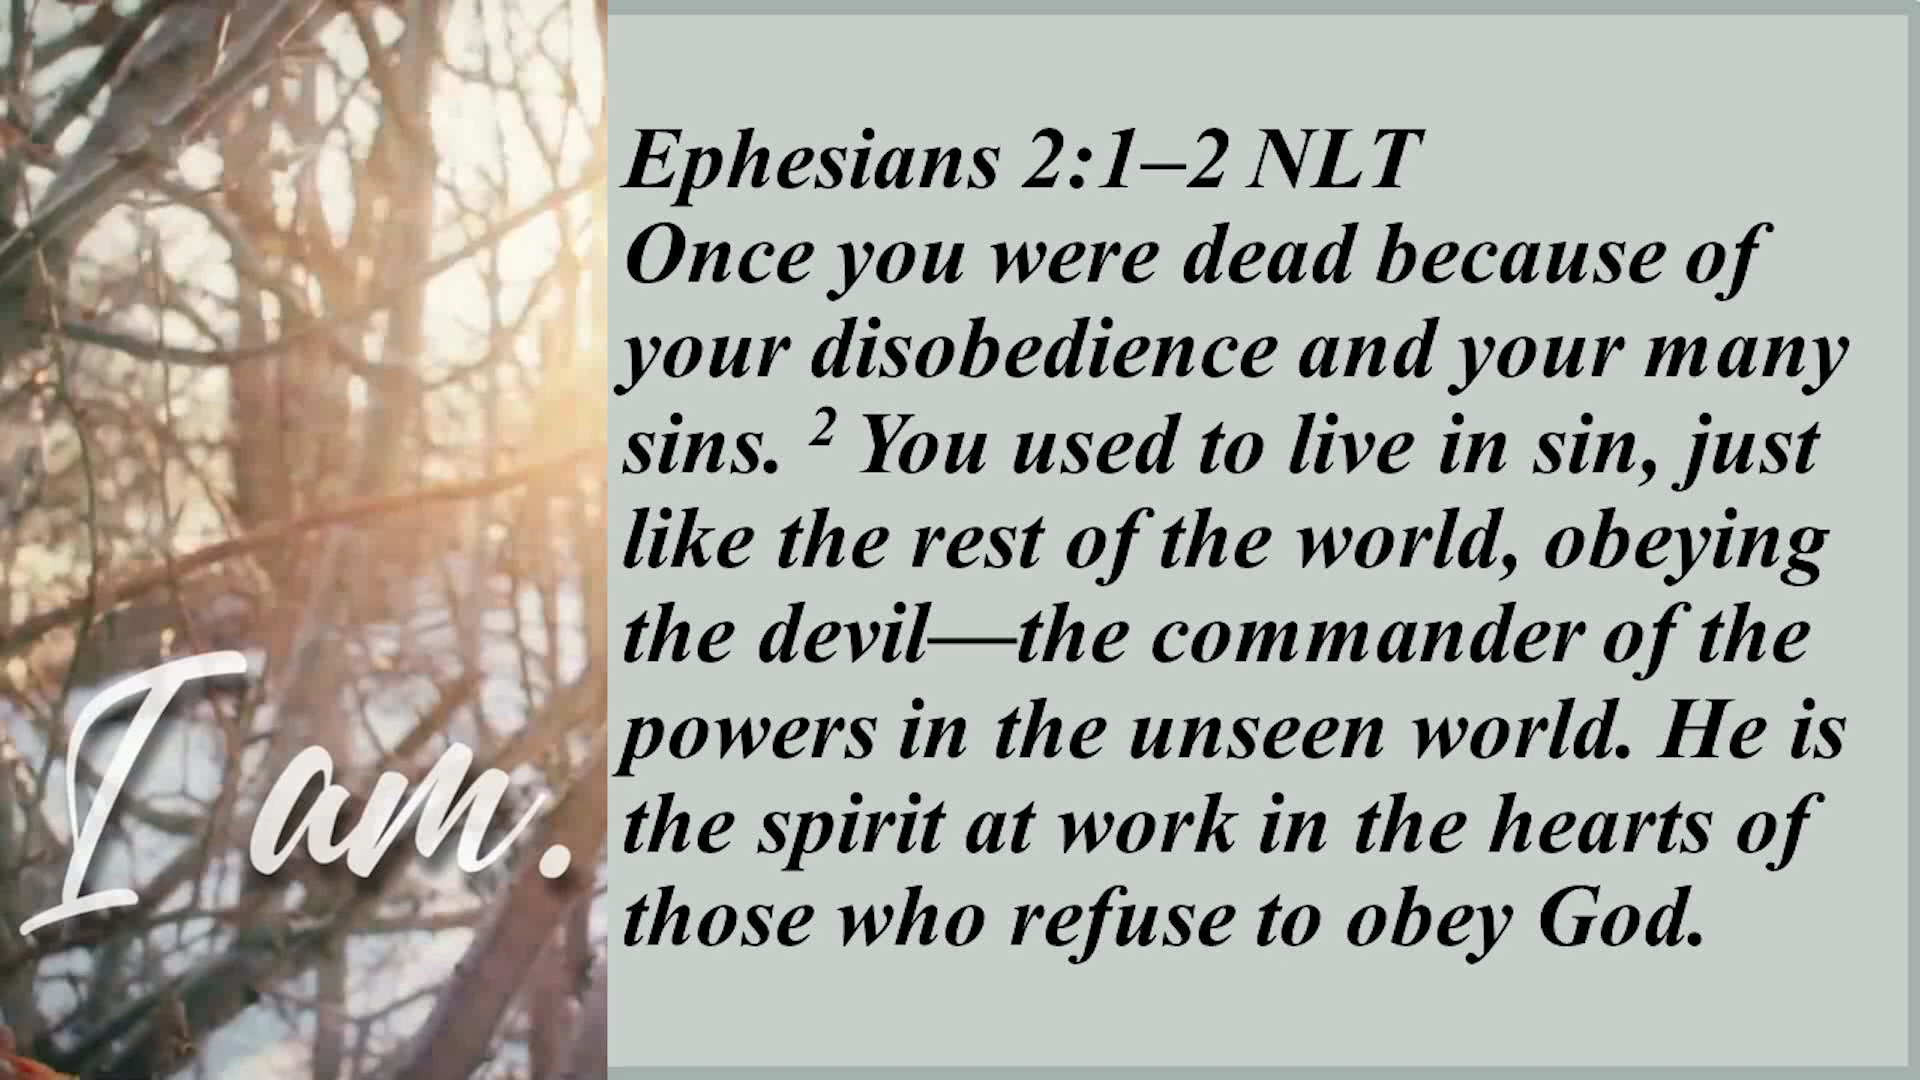 I am.
Ephesians 2:1–2 NLT
Once you were dead because of
your disobedience and your many
sins. ² You used to live in sin, just
like the rest of the world, obeying
the devil—the commander of the
powers in the unseen world. He is
the spirit at work in the hearts of
those who refuse to obey God.